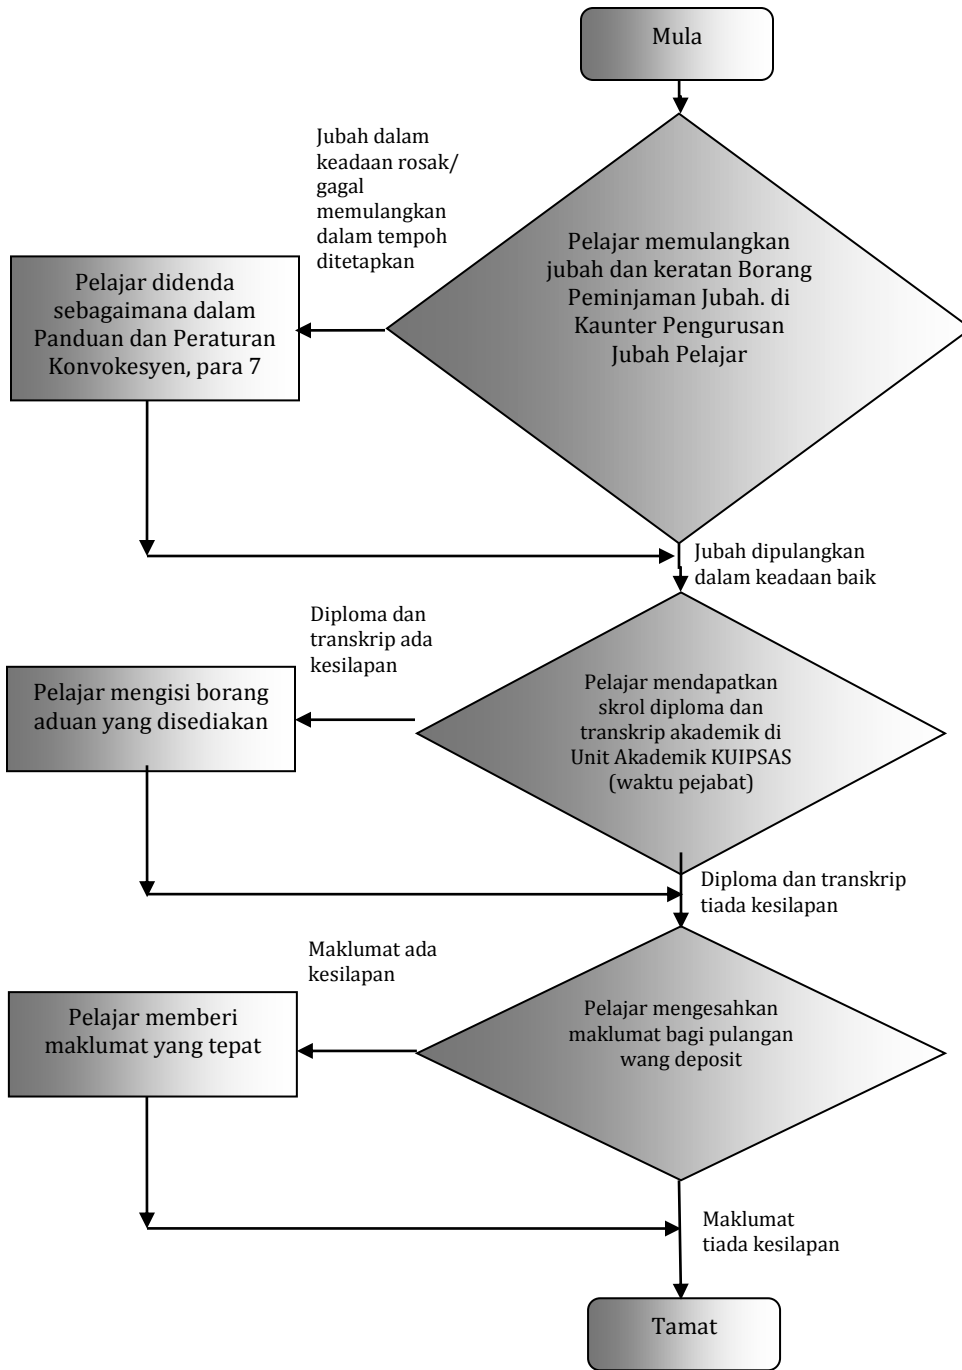 Mula
Jubah dalam
keadaan rosak/
gagal
memulangkan
dalam tempoh
ditetapkan
Pelajar memulangkan
jubah dan keratan Borang
Peminjaman Jubah. di
Kaunter Pengurusan
Jubah Pelajar
Pelajar didenda
sebagaimana dalam
Panduan dan Peraturan
Konvokesyen, para 7
Jubah dipulangkan
dalam keadaan baik
Diploma dan
transkrip ada
kesilapan
Pelajar mendapatkan
skrol diploma dan
transkrip akademik di
Unit Akademik KUIPSAS
(waktu pejabat)
Pelajar mengisi borang
aduan yang disediakan
Diploma dan transkrip
tiada kesilapan
Maklumat ada
kesilapan
Pelajar mengesahkan
maklumat bagi pulangan
wang deposit
Pelajar memberi
maklumat yang tepat
Maklumat
tiada kesilapan
Tamat